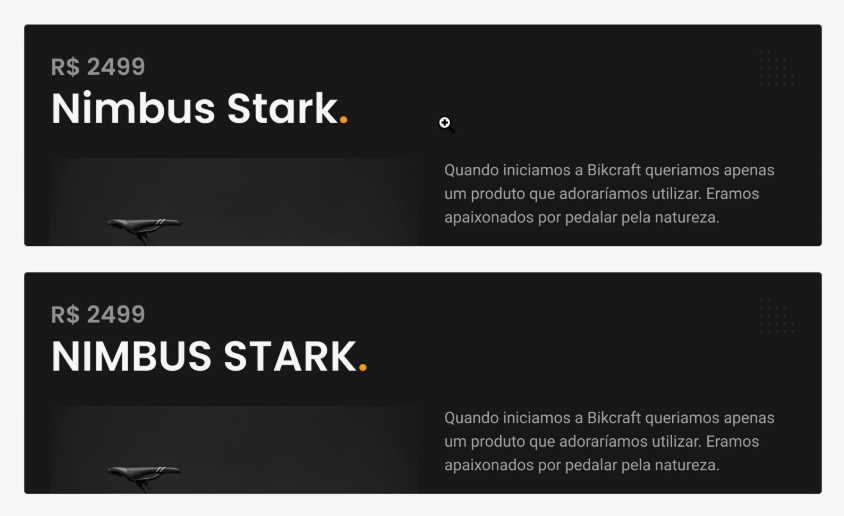 R$ 2499
Nimbus Stark.
Quando iniciamos a Bikcraft queriamos apenas
um produto que adoraríamos utilizar. Eramos
apaixonados por pedalar pela natureza.
R$ 2499
NIMBUS STARK.
Quando iniciamos a Bikcraft queriamos apenas
um produto que adoraríamos utilizar. Eramos
apaixonados por pedalar pela natureza.